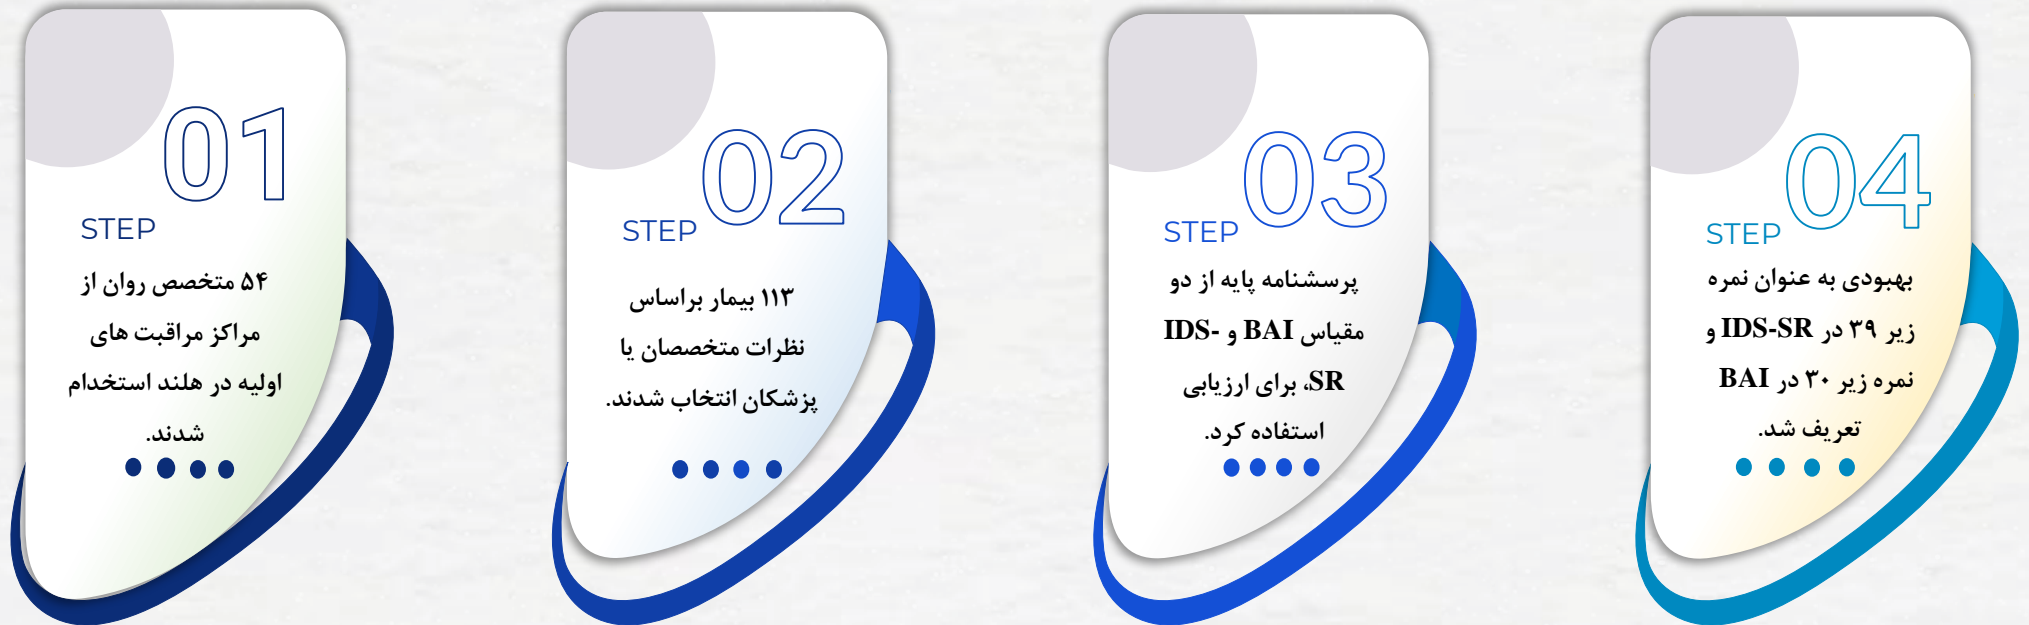 01
STEP
۵۴ متخصص روان از
مراکز مراقبت های
اولیه در هلند استخدام
شدند.
02
STEP
۱۱۳ بیمار براساس
نظرات متخصصان یا
پزشکان انتخاب شدند.
03
STEP
پرسشنامه پایه از دو
مقیاس BAI و IDS-
SR، برای ارزیابی
استفاده کرد.
04
STEP
بهبودی به عنوان نمره
زیر ۳۹ در IDS-SR و
نمره زیر ۳۰ در BAI
تعریف شد.